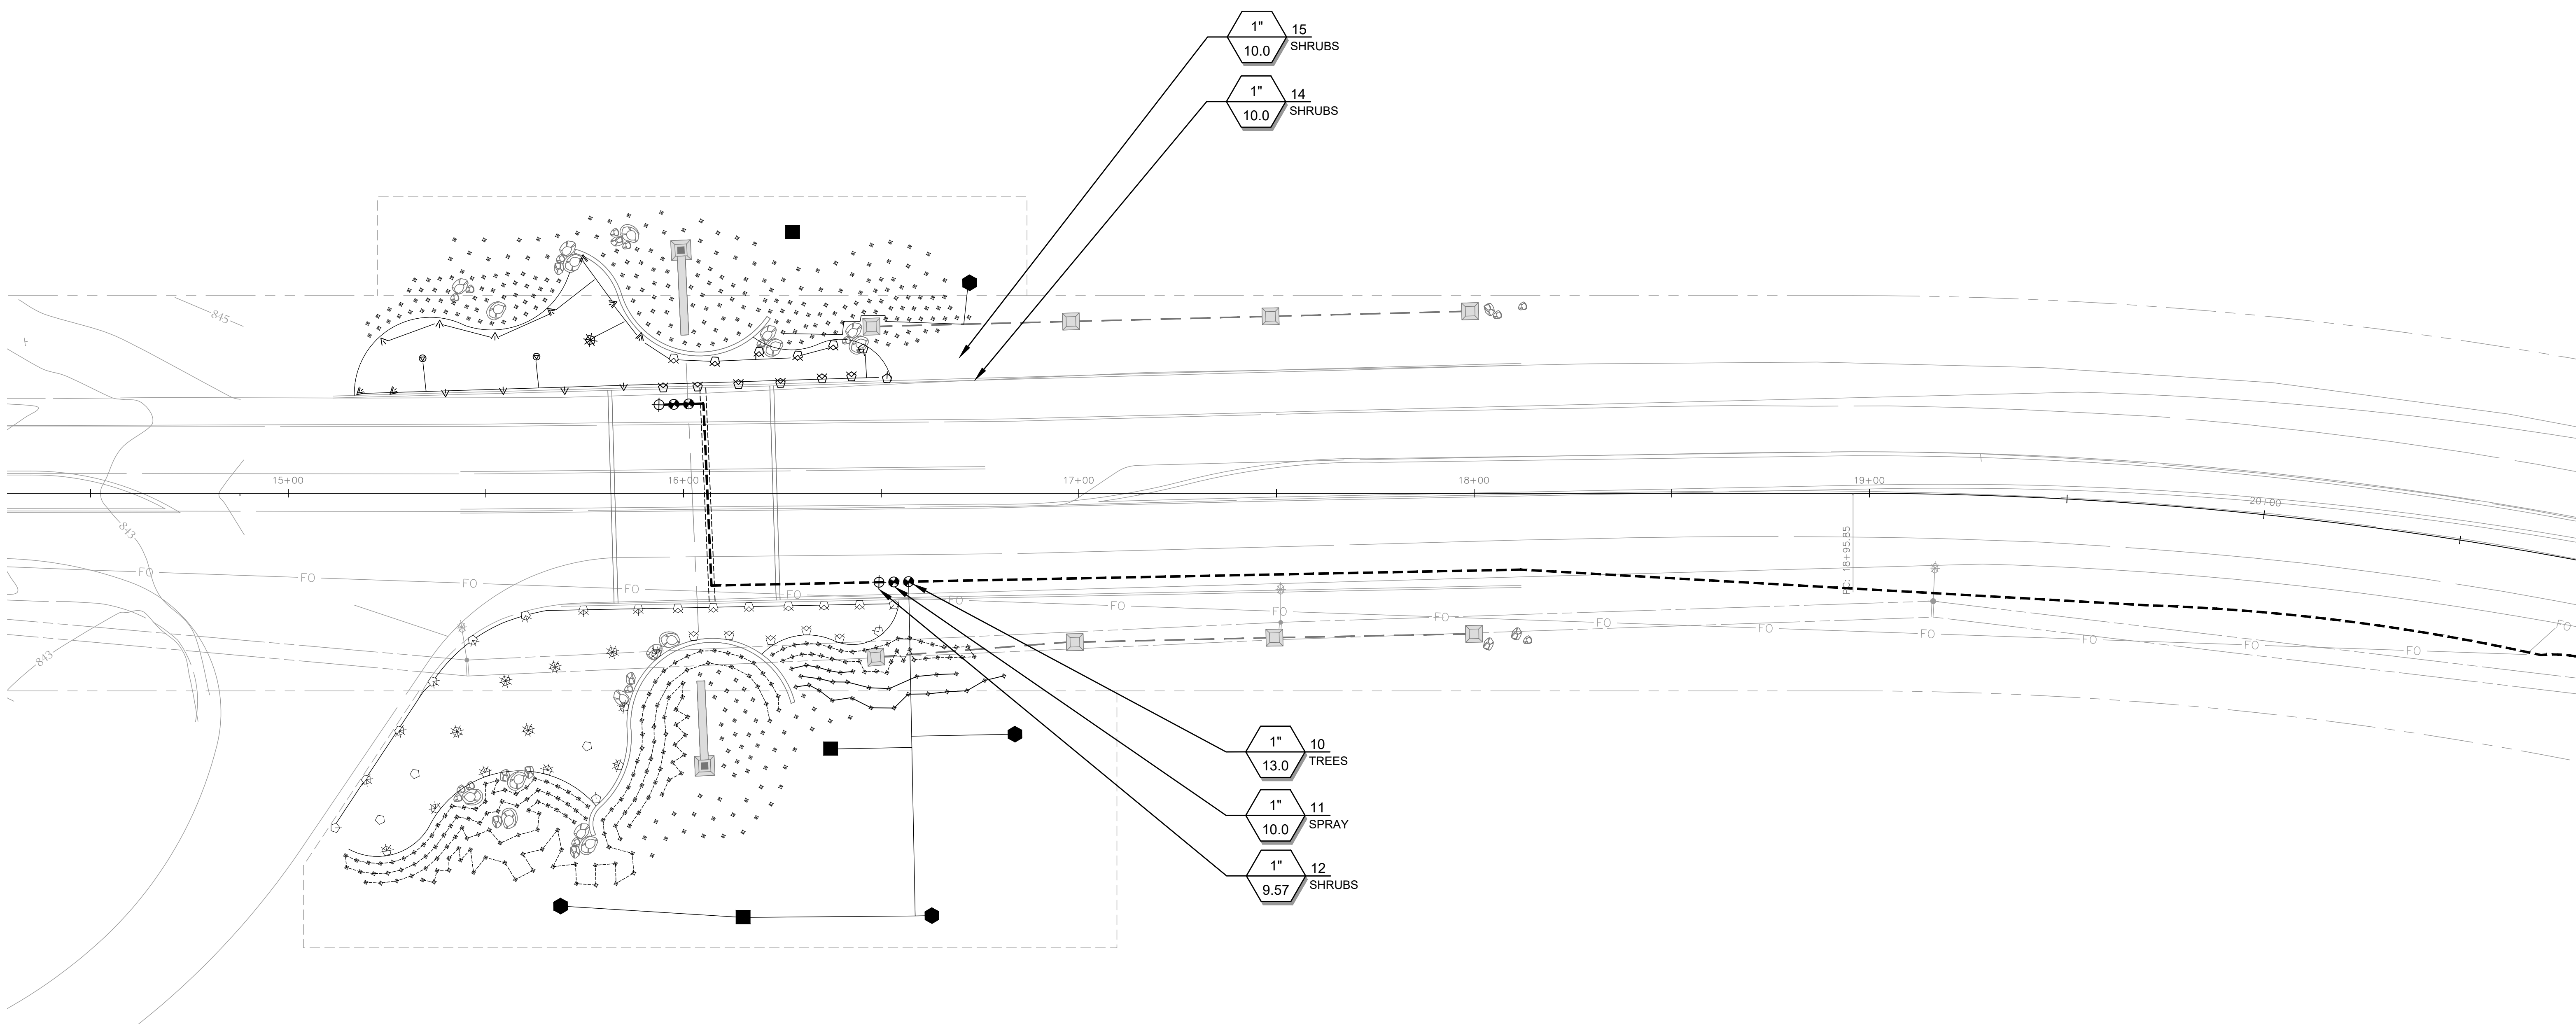 1" 15
10.0 SHRUBS
1" 14
10.0 SHRUBS
845
15+00 16+00 17+00 18+00 19+00 20+00
843
18+95.85
FO FO FO FO FO FO FO FO FO FO FO FO FO FO FO FO
843
1" 10
13.0 TREES
1" 11
10.0 SPRAY
1" 12
9.57 SHRUBS